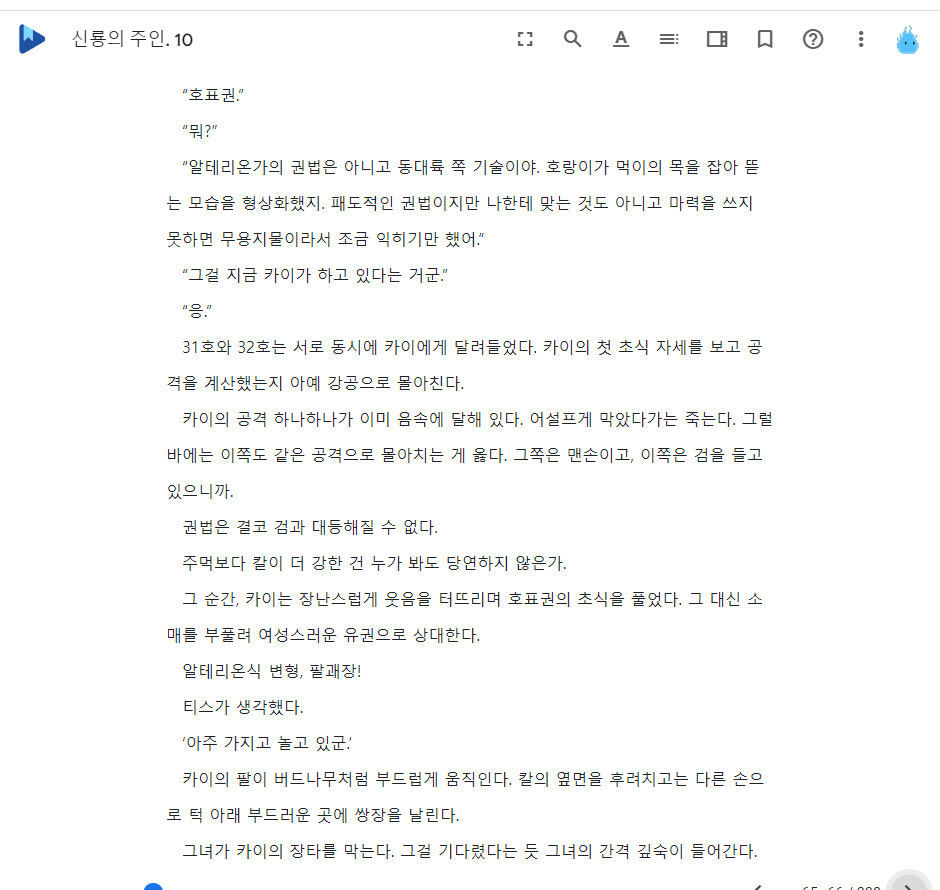 신룡의 주인. 10
“호표권.”
“뭐?”
“알테리온가의 권법은 아니고 동대륙 쪽 기술이야. 호랑이가 먹이의 목을 잡아 뜯
는 모습을 형상화했지. 패도적인 권법이지만 나한테 맞는 것도 아니고 마력을 쓰지
못하면 무용지물이라서 조금 익히기만 했어.”
“그걸 지금 카이가 하고 있다는 거군.”
“응.”
31호와 32호는 서로 동시에 카이에게 달려들었다. 카이의 첫 초식 자세를 보고 공
격을 계산했는지 아예 강공으로 몰아친다.
카이의 공격 하나하나가 이미 음속에 달해 있다. 어설프게 막았다가는 죽는다. 그럴
바에는 이쪽도 같은 공격으로 몰아치는 게 옳다. 그쪽은 맨손이고, 이쪽은 검을 들고
있으니까.
권법은 결코 검과 대등해질 수 없다.
주먹보다 칼이 더 강한 건 누가 봐도 당연하지 않은가.
그 순간, 카이는 장난스럽게 웃음을 터뜨리며 호표권의 초식을 풀었다. 그 대신 소
매를 부풀려 여성스러운 유권으로 상대한다.
알테리온식 변형, 팔괘장!
티스가 생각했다.
‘아주 가지고 놀고 있군.’
카이의 팔이 버드나무처럼 부드럽게 움직인다. 칼의 옆면을 후려치고는 다른 손으
로 턱 아래 부드러운 곳에 쌍장을 날린다.
그녀가 카이의 장타를 막는다. 그걸 기다렸다는 듯 그녀의 간격 깊숙이 들어간다.